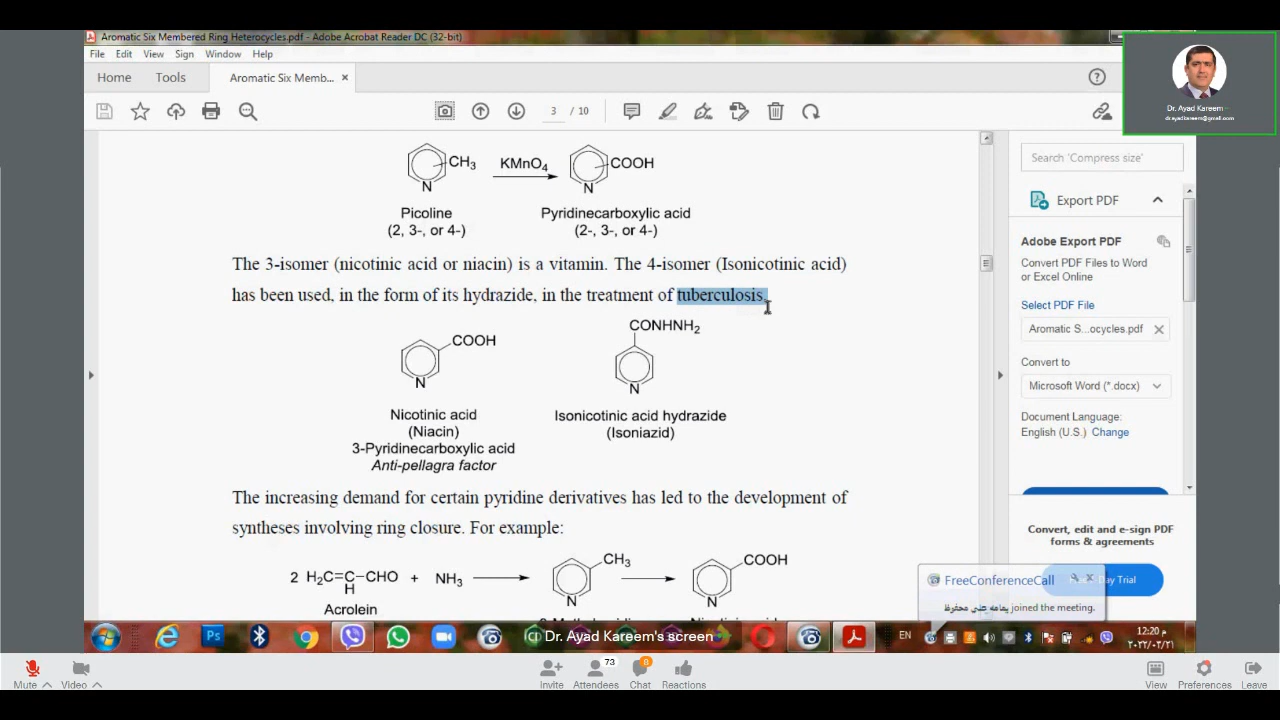 Aromatic Six Membered Ring Heterocycles.pdf - Adobe Acrobat Reader DC (32-bit)
File Edit View Sign Window Help
Home Tools Aromatic Six Memb... ×
3 / 10
Dr. Ayad Kareem
drayadkareem@gmail.com
CH3 KMnO4 COOH
N N
Picoline Pyridinecarboxylic acid
(2, 3-, or 4-) (2-, 3-, or 4-)
The 3-isomer (nicotinic acid or niacin) is a vitamin. The 4-isomer (Isonicotinic acid)
has been used, in the form of its hydrazide, in the treatment of tuberculosis.
CONHNH2
COOH
N N
Nicotinic acid Isonicotinic acid hydrazide
(Niacin) (Isoniazid)
3-Pyridinecarboxylic acid
Anti-pellagra factor
The increasing demand for certain pyridine derivatives has led to the development of
syntheses involving ring closure. For example:
2 H2C=C–CHO + NH3 CH3 COOH
H N N
Acrolein
Search 'Compress size'
Export PDF
Adobe Export PDF
Convert PDF Files to Word
or Excel Online
Select PDF File
Aromatic S...ocycles.pdf
Convert to
Microsoft Word (*.docx)
Document Language:
English (U.S.) Change
Convert, edit and e-sign PDF
forms & agreements
Day Trial
FreeConferenceCall
joined the meeting.
Dr. Ayad Kareem's screen
Ps
EN
12:20 م
٢٠٢٢/٠٢/٢١
Mute Video Invite Attendees 73 Chat 8 Reactions View Preferences Leave